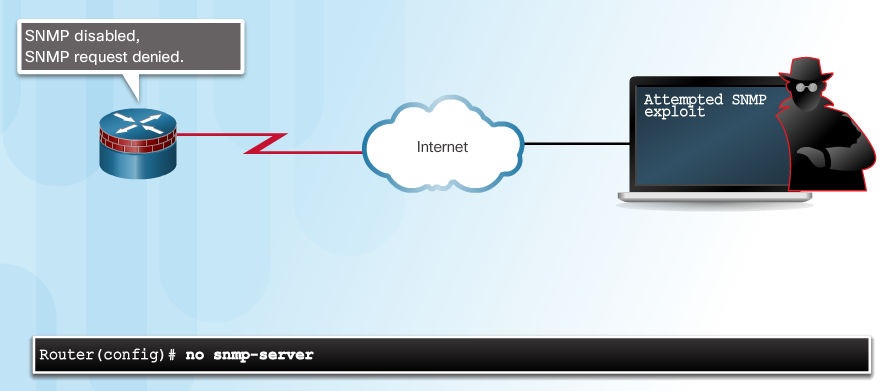 SNMP disabled,
SNMP request denied.
Internet
Attempted SNMP
exploit
Router(config)# no snmp-server